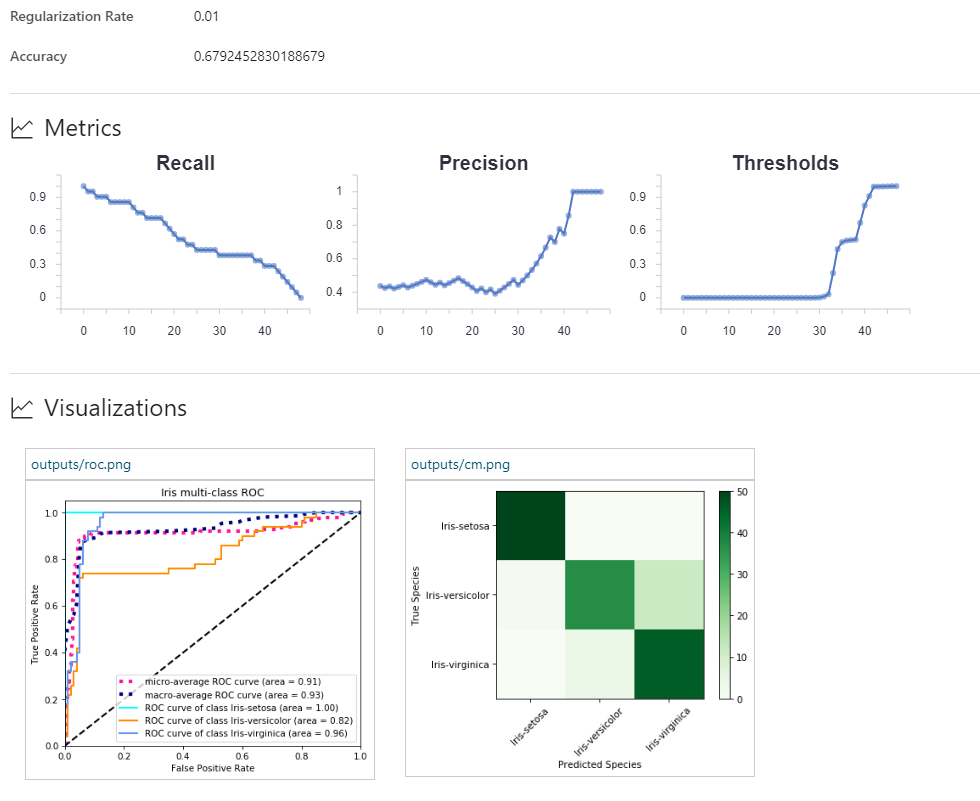 Regularization Rate 0.01
Accuracy 0.6792452830188679
Metrics
Recall
0.9
0.6
0.3
0
0 10 20 30 40
Precision
1
0.8
0.6
0.4
0 10 20 30 40
Thresholds
0.9
0.6
0.3
0
0 10 20 30 40
Visualizations
outputs/roc.png
Iris multi-class ROC
True Positive Rate
1.0
0.8
0.6
0.4
0.2
0.0
micro-average ROC curve (area = 0.91)
macro-average ROC curve (area = 0.93)
ROC curve of class Iris-setosa (area = 1.00)
ROC curve of class Iris-versicolor (area = 0.82)
ROC curve of class Iris-virginica (area = 0.96)
0.0 0.2 0.4 0.6 0.8 1.0
False Positive Rate
outputs/cm.png
True Species
Iris-setosa
Iris-versicolor
Iris-virginica
Iris-setosa
Iris-versicolor
Iris-virginica
Predicted Species
50
40
30
20
10
0